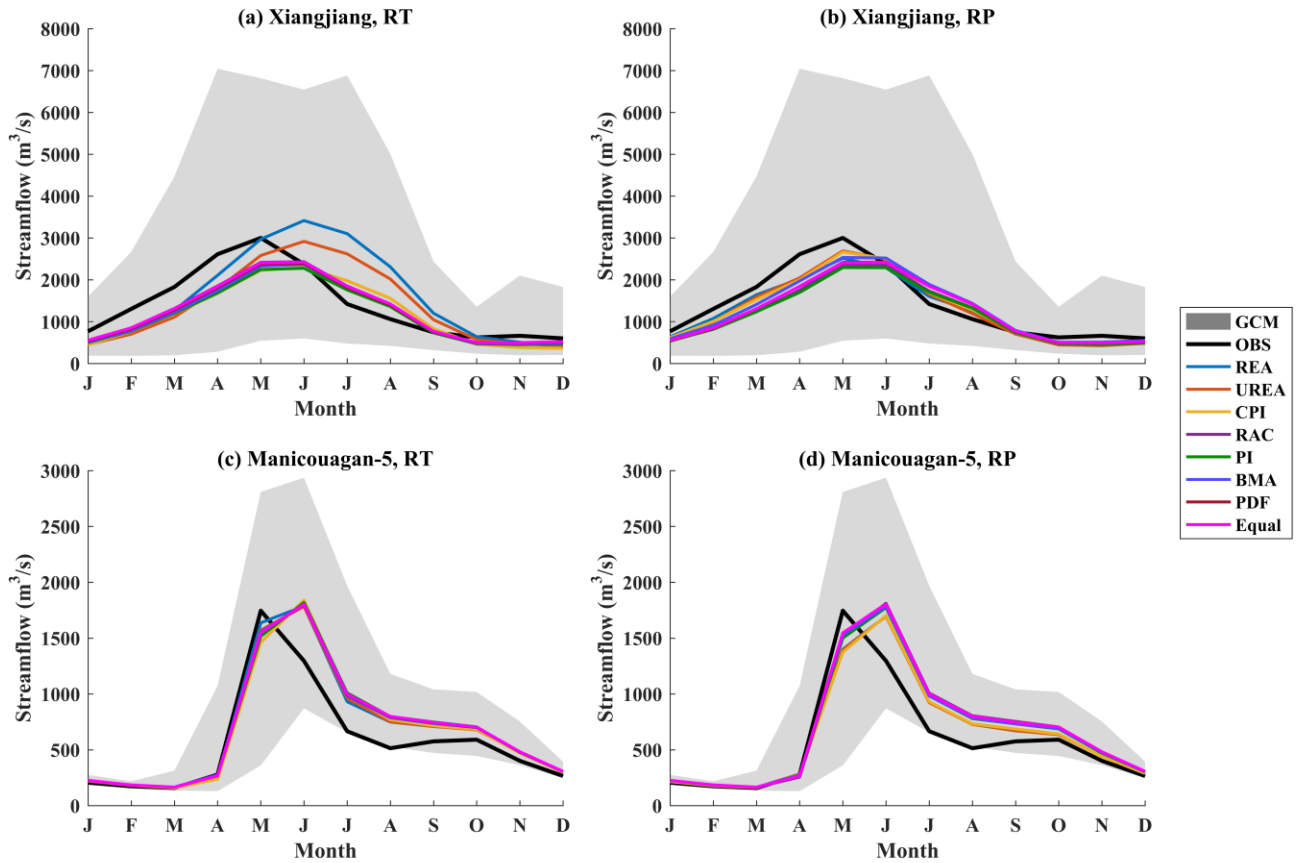 (a) Xiangjiang, RT
8000
7000
6000
5000
4000
3000
2000
1000
0
Streamflow (m³/s)
J F M A M J J A S O N D
Month
(b) Xiangjiang, RP
8000
7000
6000
5000
4000
3000
2000
1000
0
Streamflow (m³/s)
J F M A M J J A S O N D
Month
GCM
OBS
REA
UREA
CPI
RAC
PI
BMA
PDF
Equal
(c) Manicouagan-5, RT
3000
2500
2000
1500
1000
500
0
Streamflow (m³/s)
J F M A M J J A S O N D
Month
(d) Manicouagan-5, RP
3000
2500
2000
1500
1000
500
0
Streamflow (m³/s)
J F M A M J J A S O N D
Month